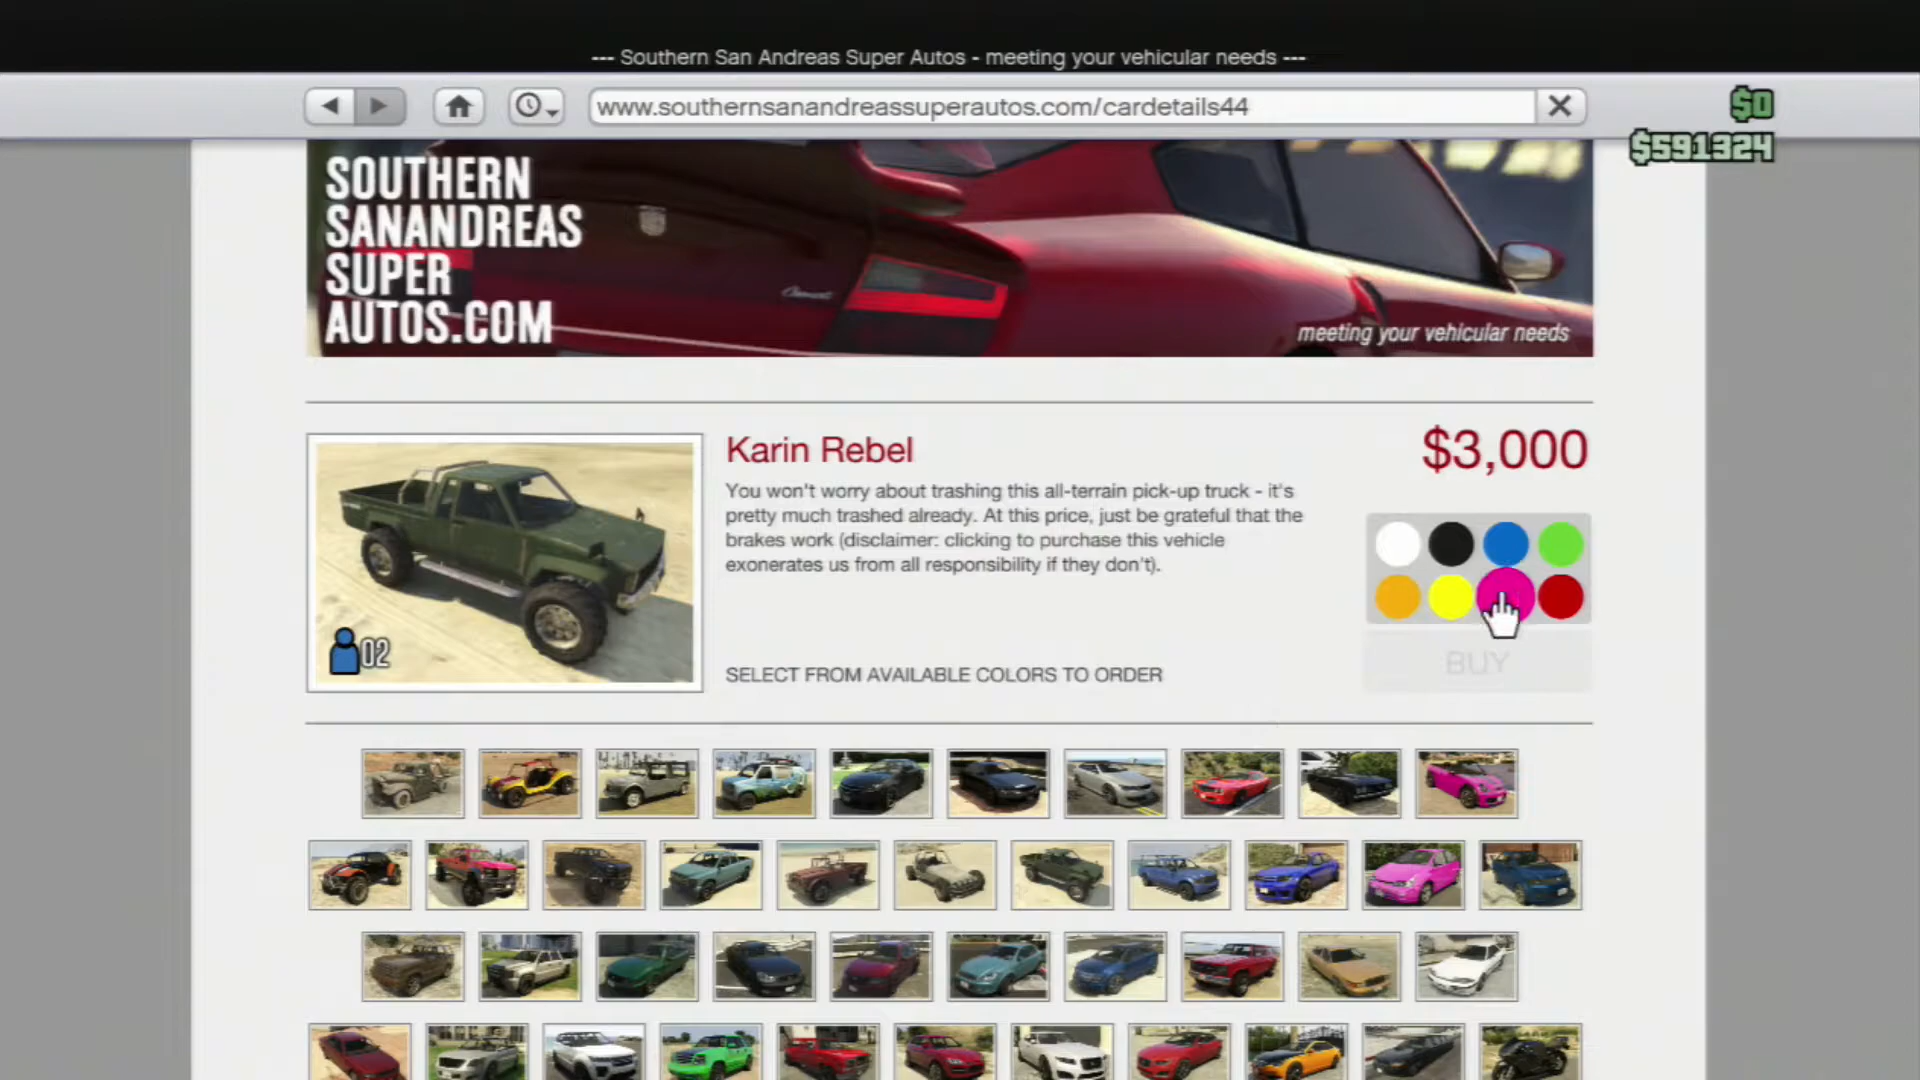 --- Southern San Andreas Super Autos - meeting your vehicular needs ---
www.southernsanandreassuperautos.com/cardetails44
$0
$591324
SOUTHERN
SANANDREAS
SUPER
AUTOS.COM
meeting your vehicular needs
Karin Rebel
$3,000
You won't worry about trashing this all-terrain pick-up truck - it's
pretty much trashed already. At this price, just be grateful that the
brakes work (disclaimer: clicking to purchase this vehicle
exonerates us from all responsibility if they don't).
02
SELECT FROM AVAILABLE COLORS TO ORDER
BUY